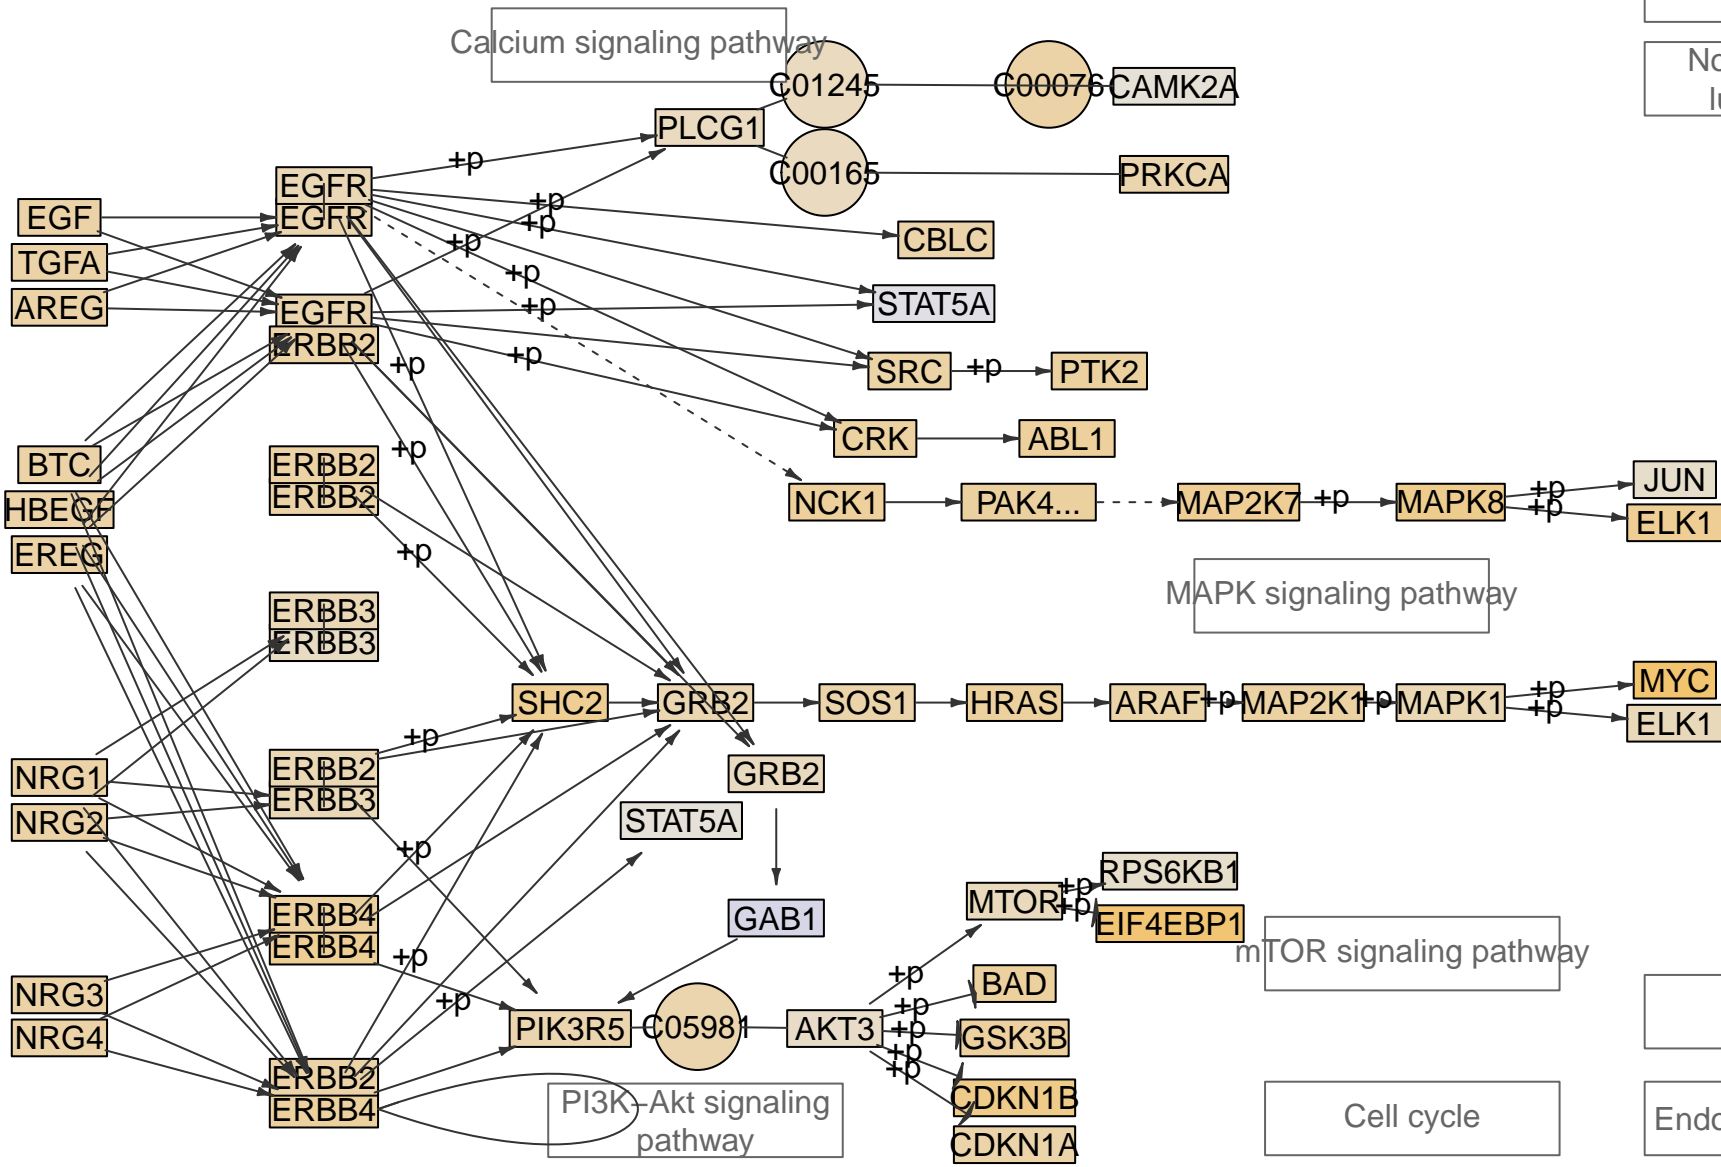 Calcium signaling pathway
No
lu
C01245
C00076
CAMK2A
PLCG1
C00165
PRKCA
+p
EGFR
EGFR
EGF
TGFA
AREG
+p
+p
+p
CBLC
+p
STAT5A
EGFR
ERBB2
+p
+p
+p
SRC
+p
PTK2
CRK
ABL1
BTC
HBEGF
EREG
ERBB2
ERBB2
+p
NCK1
PAK4...
MAP2K7
+p
MAPK8
+p
+p
JUN
ELK1
+p
MAPK signaling pathway
ERBB3
ERBB3
SHC2
GRB2
SOS1
HRAS
ARAF
+p
MAP2K1
+p
MAPK1
+p
+p
MYC
ELK1
+p
NRG1
NRG2
ERBB2
ERBB3
GRB2
STAT5A
+p
ERBB4
ERBB4
GAB1
MTOR
+p
+p
RPS6KB1
EIF4EBP1
mTOR signaling pathway
+p
+p
NRG3
NRG4
+p
BAD
+p
PIK3R5
C05981
AKT3
+p
GSK3B
+p
+p
ERBB2
ERBB4
PI3K-Akt signaling
pathway
CDKN1B
CDKN1A
Cell cycle
Endo